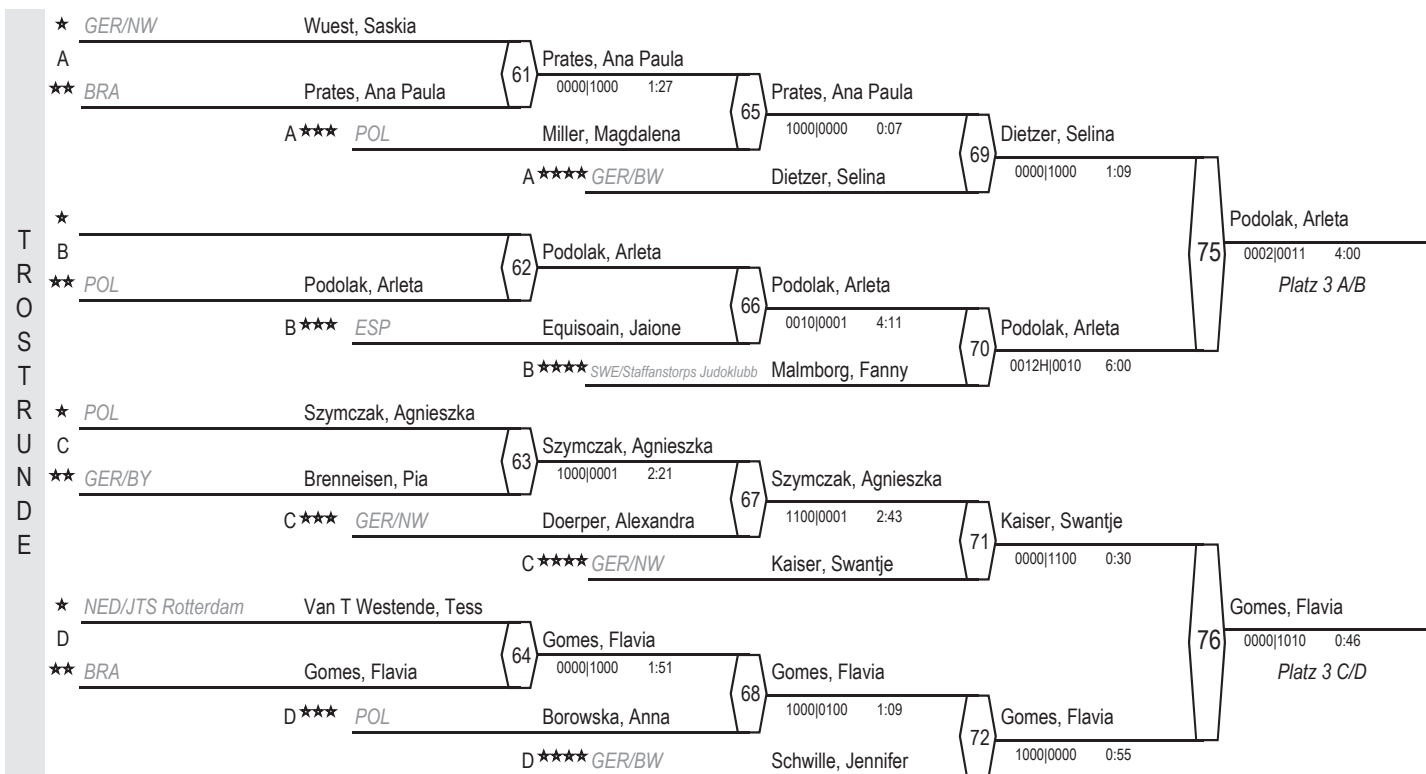 TROSTRUNDE
★ GER/NW Wuest, Saskia
A
61 Prates, Ana Paula
0000|1000 1:27
★★ BRA Prates, Ana Paula
65 Prates, Ana Paula
1000|0000 0:07
A ★★★ POL Miller, Magdalena
69 Dietzer, Selina
0000|1000 1:09
A ★★★★ GER/BW Dietzer, Selina
★
B
62 Podolak, Arleta
★★ POL Podolak, Arleta
75 Podolak, Arleta
0002|0011 4:00
Platz 3 A/B
66 Podolak, Arleta
0010|0001 4:11
B ★★★ ESP Equisoain, Jaione
70 Podolak, Arleta
0012H|0010 6:00
B ★★★★ SWE/Staffanstorps Judoklubb Malmborg, Fanny
★ POL Szymczak, Agnieszka
C
63 Szymczak, Agnieszka
1000|0001 2:21
★★ GER/BY Brenneisen, Pia
67 Szymczak, Agnieszka
1100|0001 2:43
C ★★★ GER/NW Doerper, Alexandra
71 Kaiser, Swantje
0000|1100 0:30
C ★★★★ GER/NW Kaiser, Swantje
★ NED/JTS Rotterdam Van T Westende, Tess
D
76 Gomes, Flavia
0000|1010 0:46
Platz 3 C/D
64 Gomes, Flavia
0000|1000 1:51
★★ BRA Gomes, Flavia
68 Gomes, Flavia
1000|0100 1:09
D ★★★ POL Borowska, Anna
72 Gomes, Flavia
1000|0000 0:55
D ★★★★ GER/BW Schwille, Jennifer